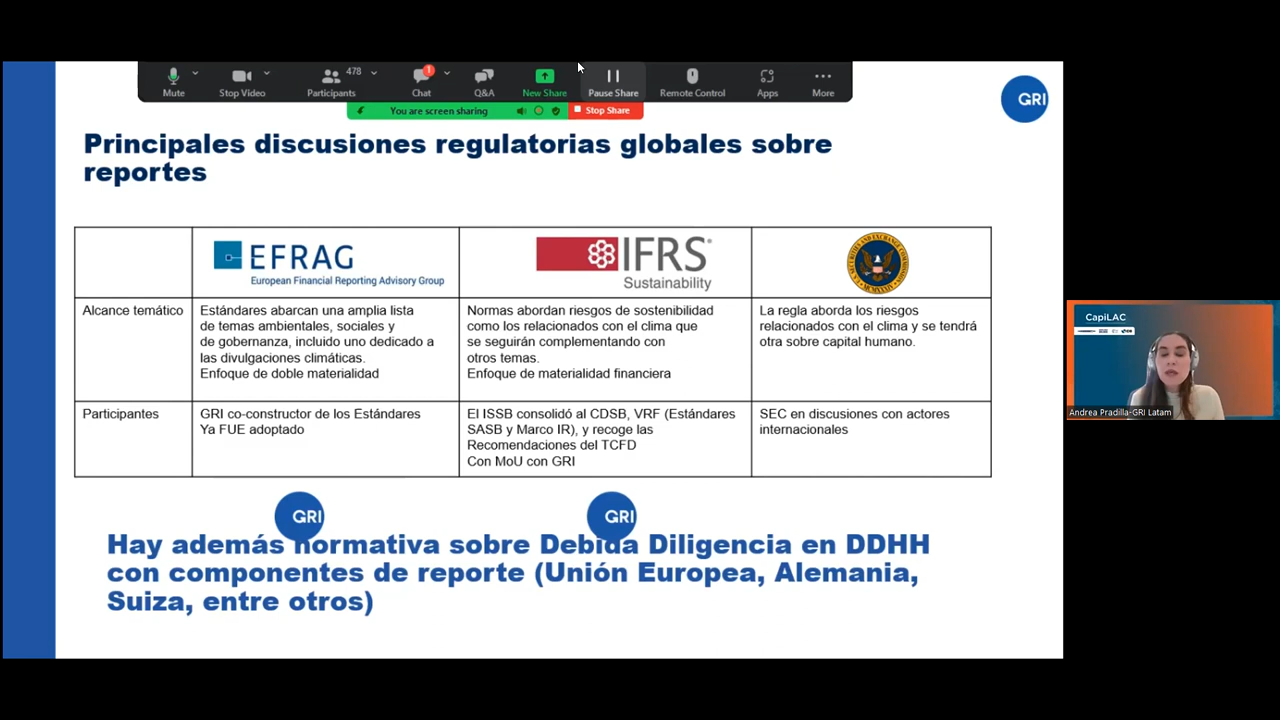 478
1
Mute
Stop Video
Participants
Chat
Q&A
New Share
Pause Share
Remote Control
Apps
More
You are screen sharing
Stop Share
GRI
Principales discusiones regulatorias globales sobre
reportes
EFRAG
European Financial Reporting Advisory Group
IFRS®
Sustainability
Alcance temático
Estándares abarcan una amplia lista
de temas ambientales, sociales y
de gobernanza, incluido uno dedicado a
las divulgaciones climáticas.
Enfoque de doble materialidad
Normas abordan riesgos de sostenibilidad
como los relacionados con el clima que
se seguirán complementando con
otros temas.
Enfoque de materialidad financiera
La regla aborda los riesgos
relacionados con el clima y se tendrá
otra sobre capital humano.
Participantes
GRI co-constructor de los Estándares
Ya FUE adoptado
El ISSB consolidó al CDSB, VRF (Estándares
SASB y Marco IR), y recoge las
Recomendaciones del TCFD
Con MoU con GRI
SEC en discusiones con actores
internacionales
GRI
GRI
Hay además normativa sobre Debida Diligencia en DDHH
con componentes de reporte (Unión Europea, Alemania,
Suiza, entre otros)
CapiLAC
Andrea Pradilla-GRI Latam